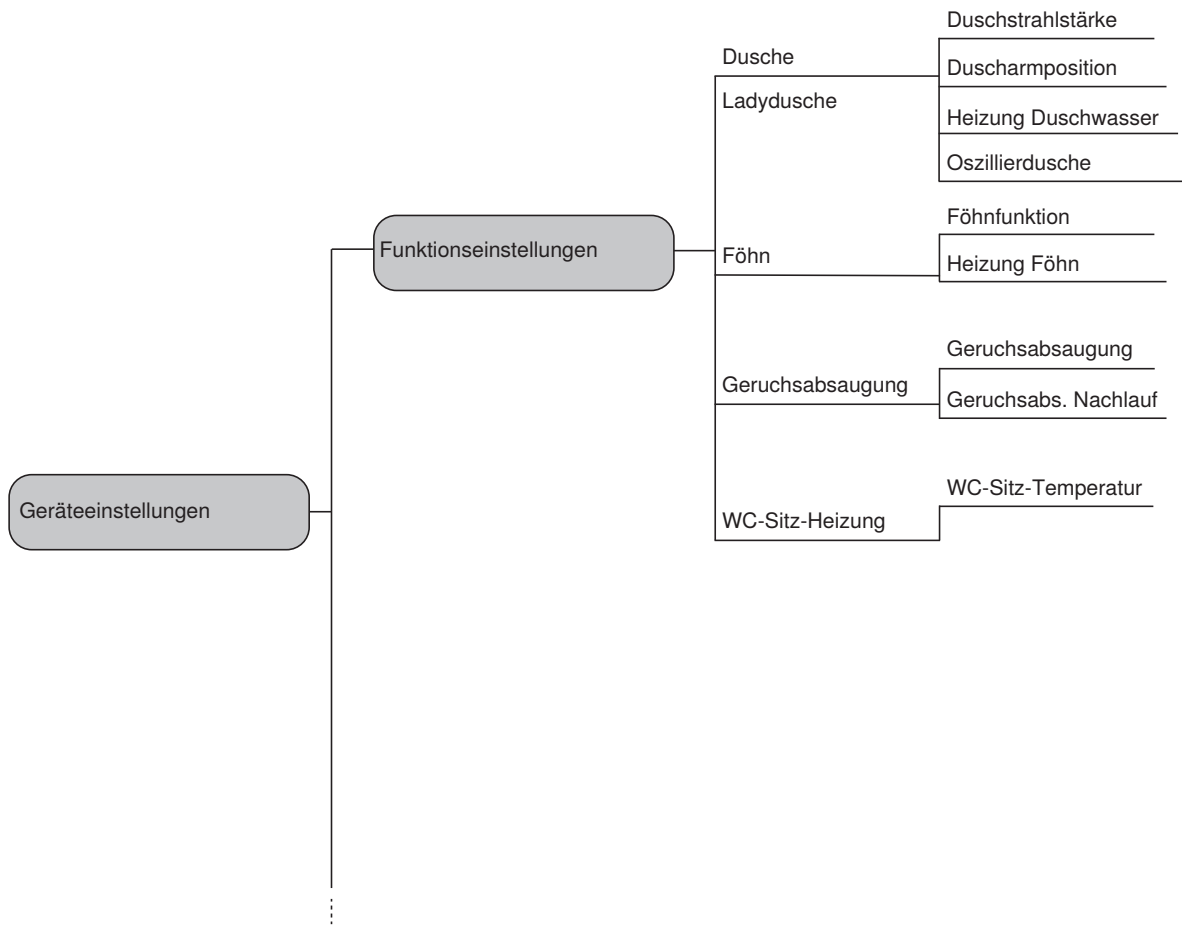 Duschstrahlstärke
Dusche
Duscharmposition
Ladydusche
Heizung Duschwasser
Oszillierdusche
Föhnfunktion
Funktionseinstellungen
Föhn
Heizung Föhn
Geruchsabsaugung
Geruchsabsaugung
Geruchsabs. Nachlauf
WC-Sitz-Temperatur
Geräteeinstellungen
WC-Sitz-Heizung